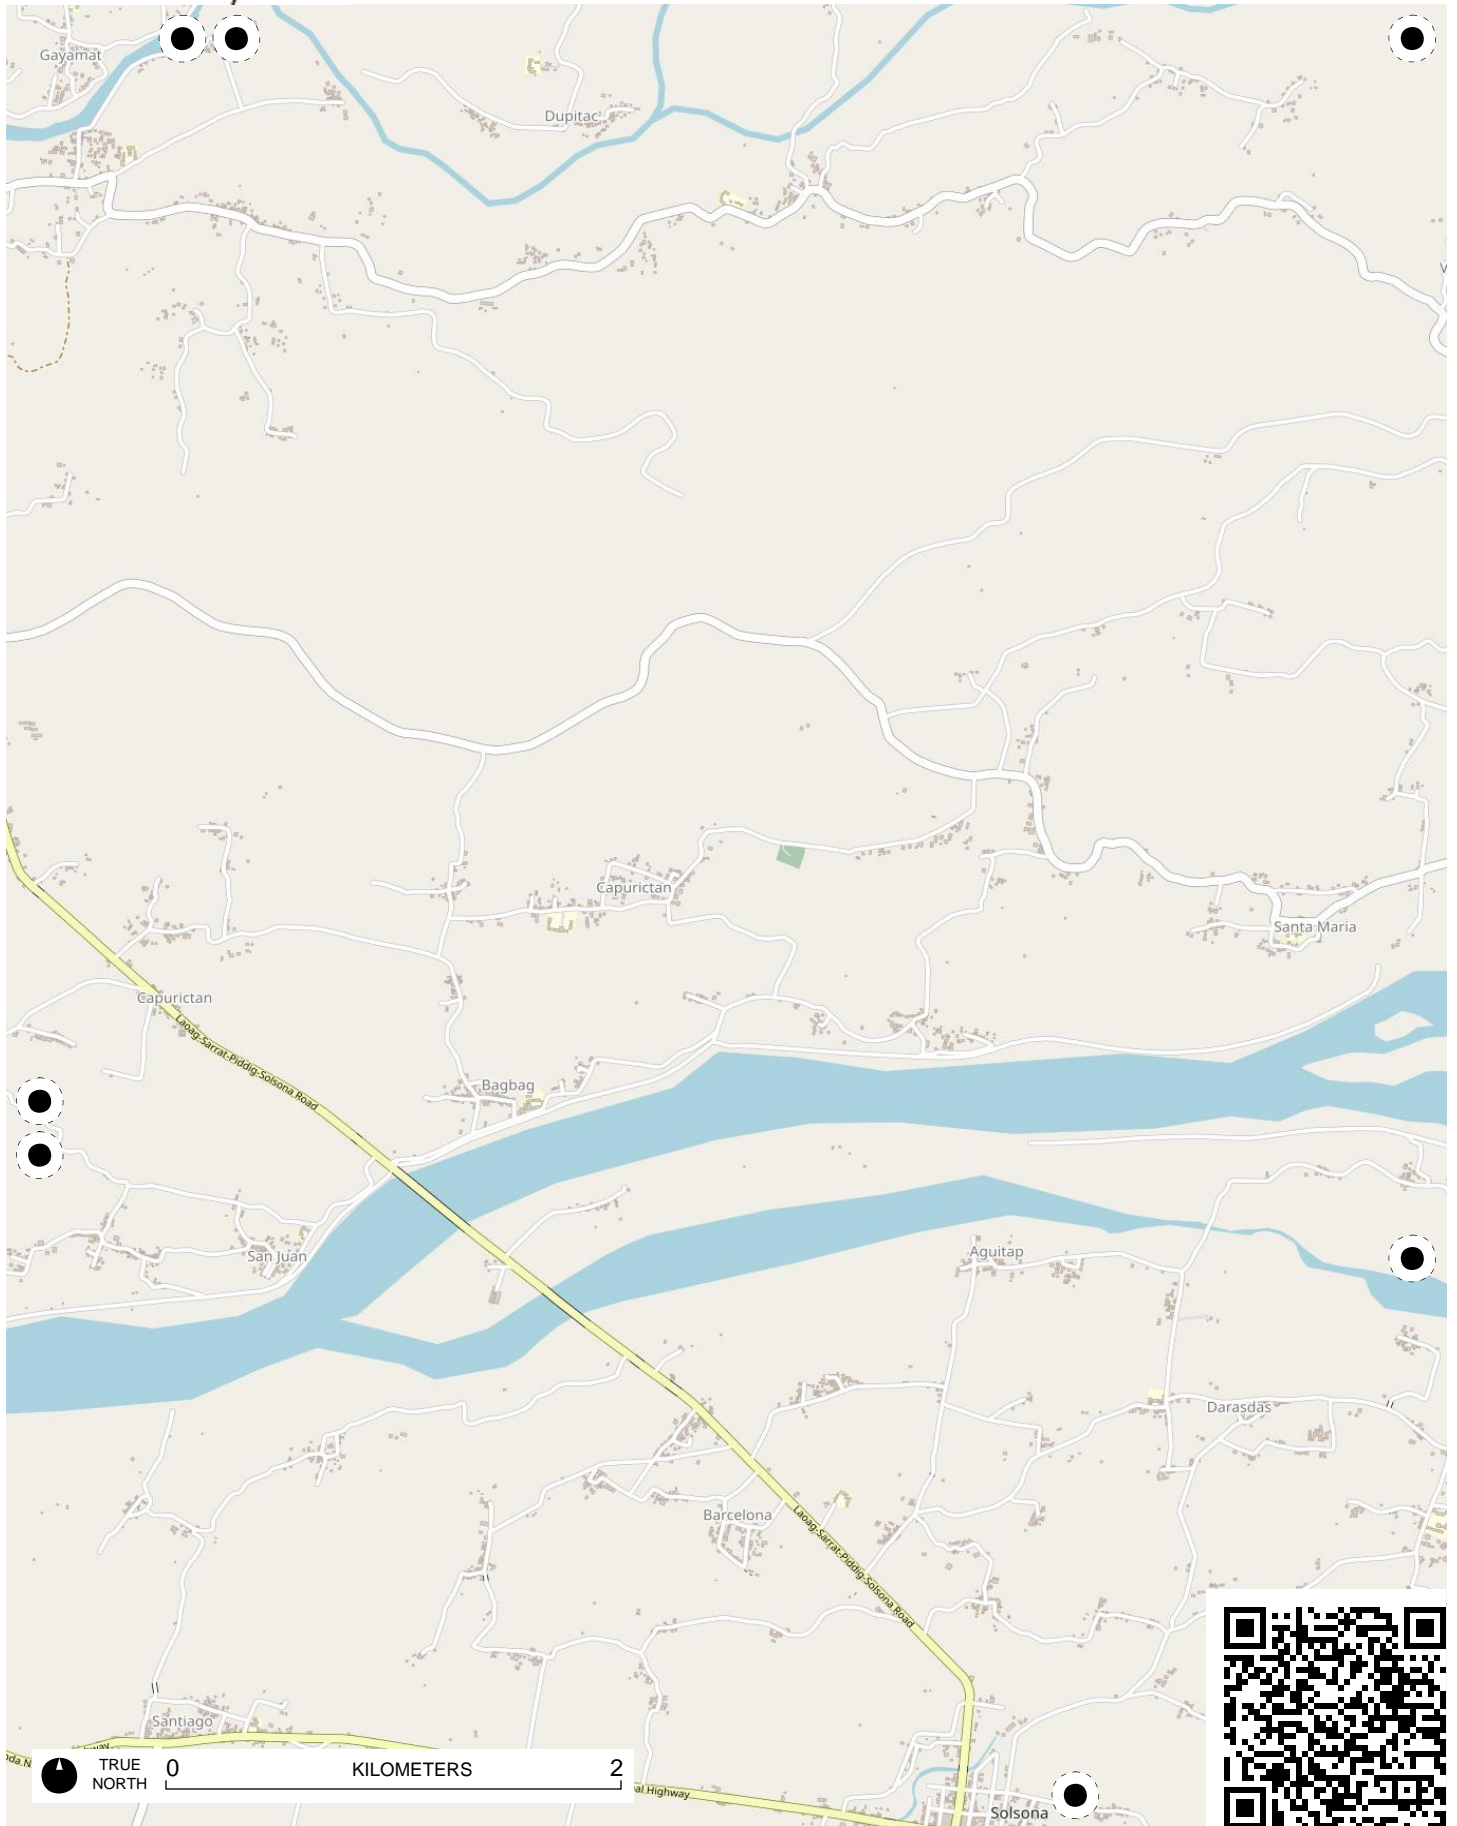 Gayamat
Dupitac
Capurictan
Santa Maria
Capurictan
Laoag-Sarrat-Piddig-Solsona Road
Bagbag
San Juan
Aguitap
Darasdas
Barcelona
Laoag-Sarrat-Piddig-Solsona Road
Santiago
TRUE
NORTH
0
KILOMETERS
2
Highway
Solsona